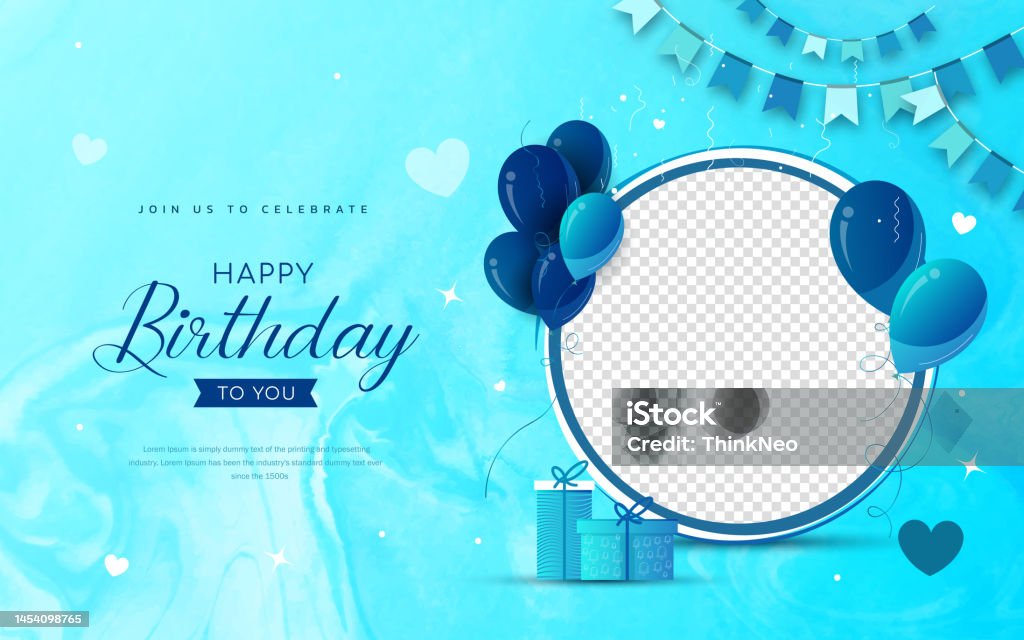 JOIN US TO CELEBRATE
HAPPY
Birthday
TO YOU
Lorem Ipsum is simply dummy text of the printing and typesetting
industry. Lorem Ipsum has been the industry's standard dummy text ever
since the 1500s
iStock™
Credit: ThinkNeo
1454098765